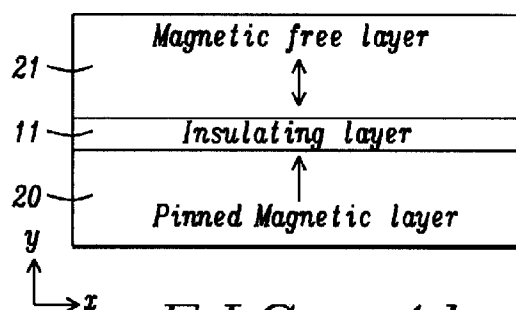 Magnetic free layer
21
11
Insulating layer
20
Pinned Magnetic layer
y
x